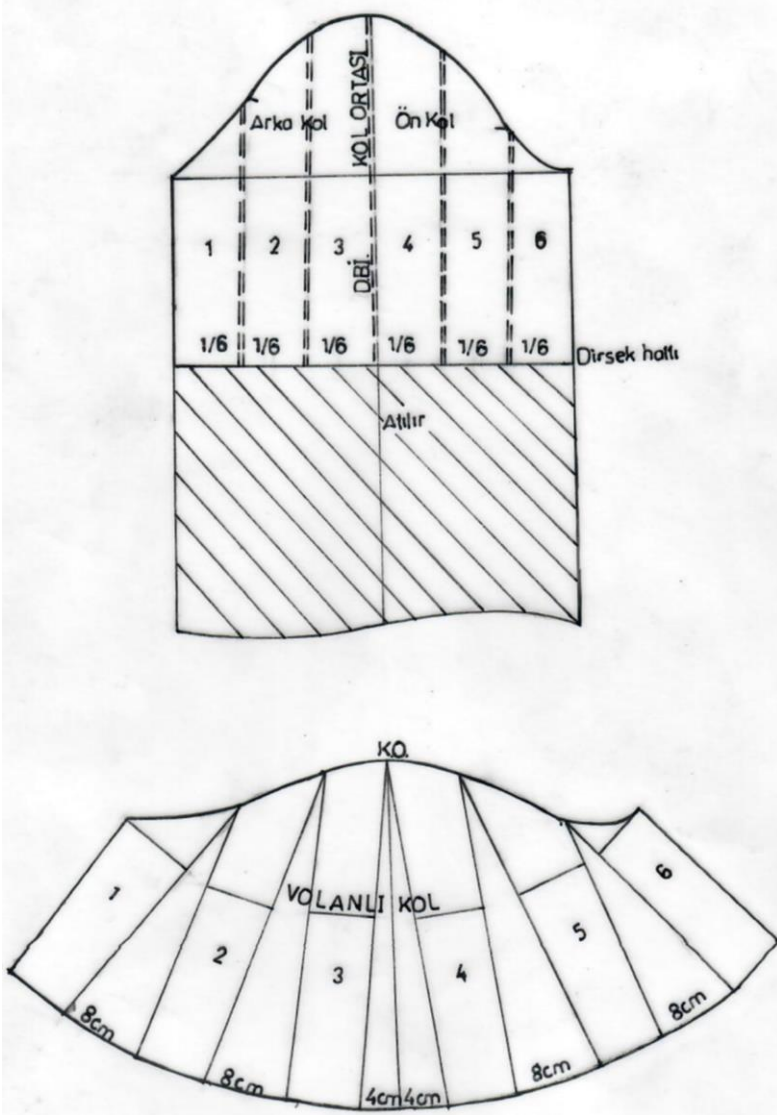 Arka Kol
KOL ORTASI
Ön Kol
1
2
3
DBİ.
4
5
6
1/6
1/6
1/6
1/6
1/6
1/6
Dirsek hattı
Atılır
K.O.
VOLANLI KOL
1
2
3
4
5
6
8cm
8cm
4cm
4cm
8cm
8cm